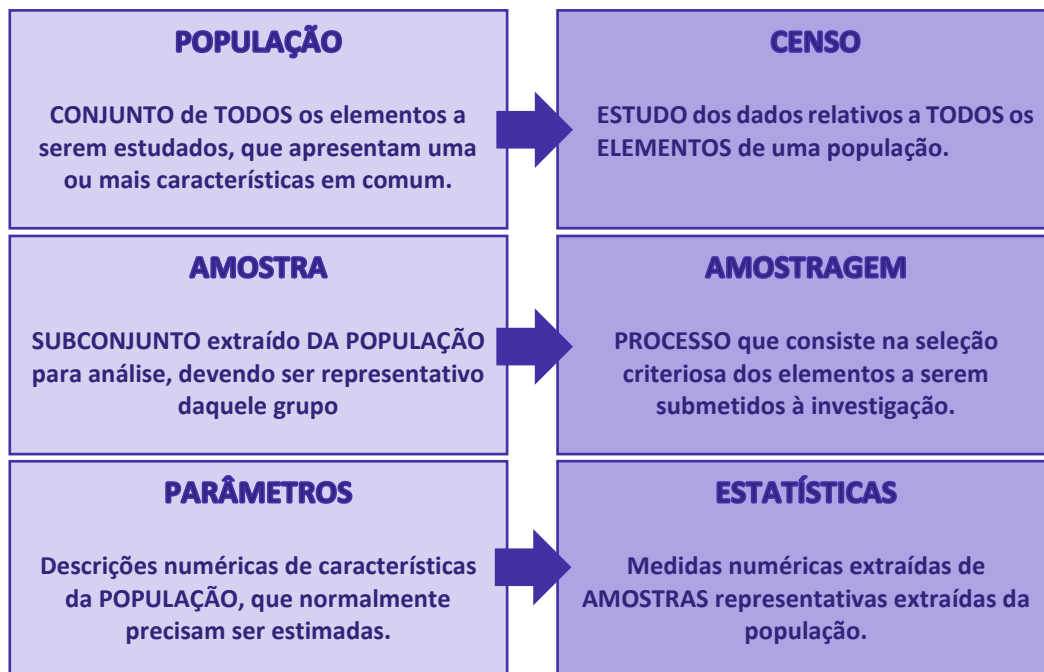 POPULAÇÃO
CONJUNTO de TODOS os elementos a
serem estudados, que apresentam uma
ou mais características em comum.
CENSO
ESTUDO dos dados relativos a TODOS os
ELEMENTOS de uma população.
AMOSTRA
SUBCONJUNTO extraído DA POPULAÇÃO
para análise, devendo ser representativo
daquele grupo
AMOSTRAGEM
PROCESSO que consiste na seleção
criteriosa dos elementos a serem
submetidos à investigação.
PARÂMETROS
Descrições numéricas de características
da POPULAÇÃO, que normalmente
precisam ser estimadas.
ESTATÍSTICAS
Medidas numéricas extraídas de
AMOSTRAS representativas extraídas da
população.